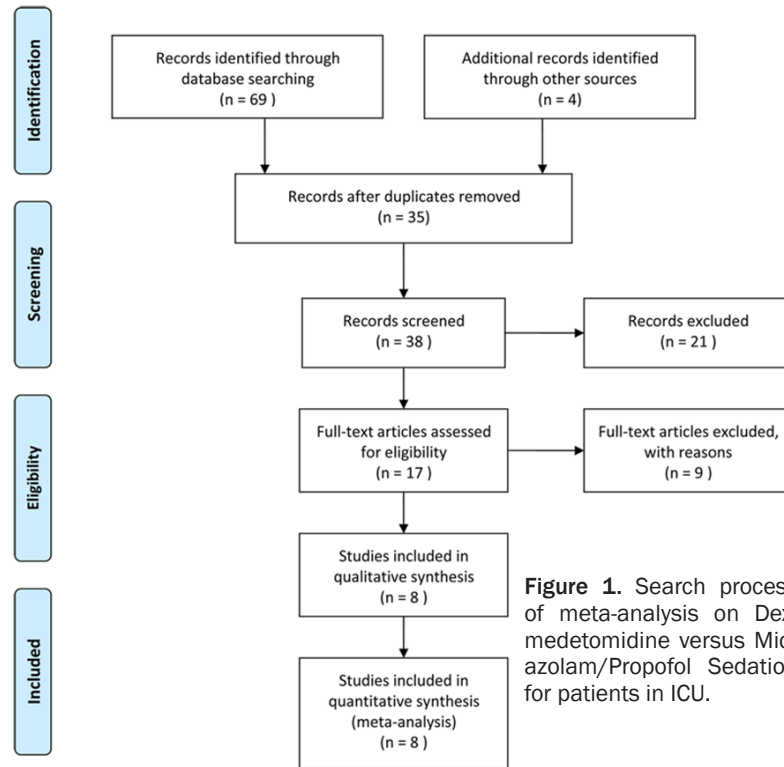 Identification
Records identified through
database searching
(n = 69 )
Additional records identified
through other sources
(n = 4)
Records after duplicates removed
(n = 35)
Screening
Records screened
(n = 38 )
Records excluded
(n = 21 )
Eligibility
Full-text articles assessed
for eligibility
(n = 17 )
Full-text articles excluded,
with reasons
(n = 9 )
Included
Studies included in
qualitative synthesis
(n = 8 )
Studies included in
quantitative synthesis
(meta-analysis)
(n = 8 )
Figure 1. Search process
of meta-analysis on Dex
medetomidine versus Mid
azolam/Propofol Sedation
for patients in ICU.